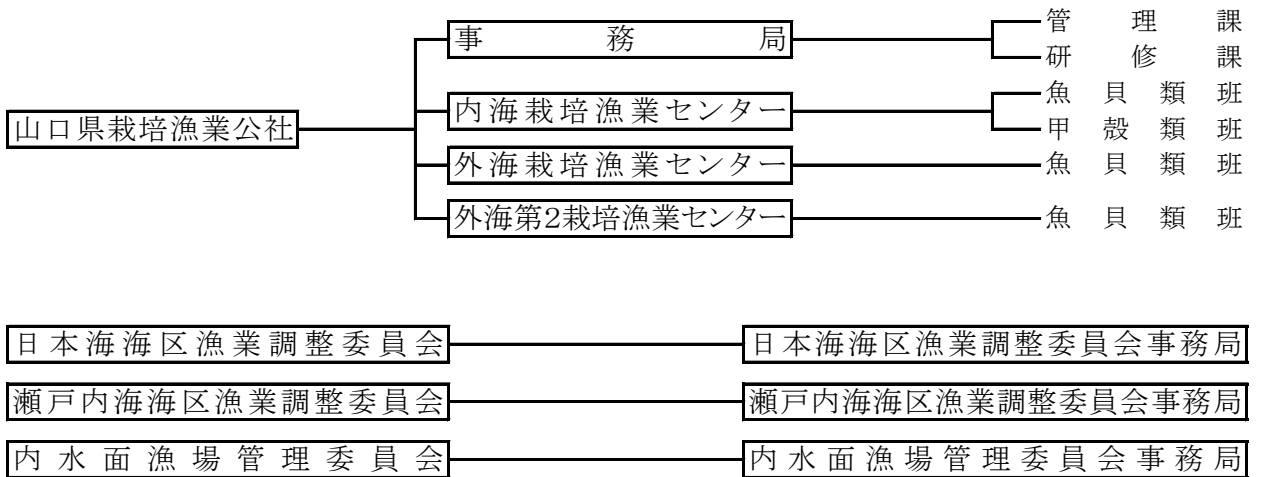 管理課
事務局
研修課
魚貝類班
内海栽培漁業センター
山口県栽培漁業公社
甲殻類班
外海栽培漁業センター
魚貝類班
外海第2栽培漁業センター
魚貝類班
日本海海区漁業調整委員会
日本海海区漁業調整委員会事務局
瀬戸内海海区漁業調整委員会
瀬戸内海海区漁業調整委員会事務局
内水面漁場管理委員会
内水面漁場管理委員会事務局